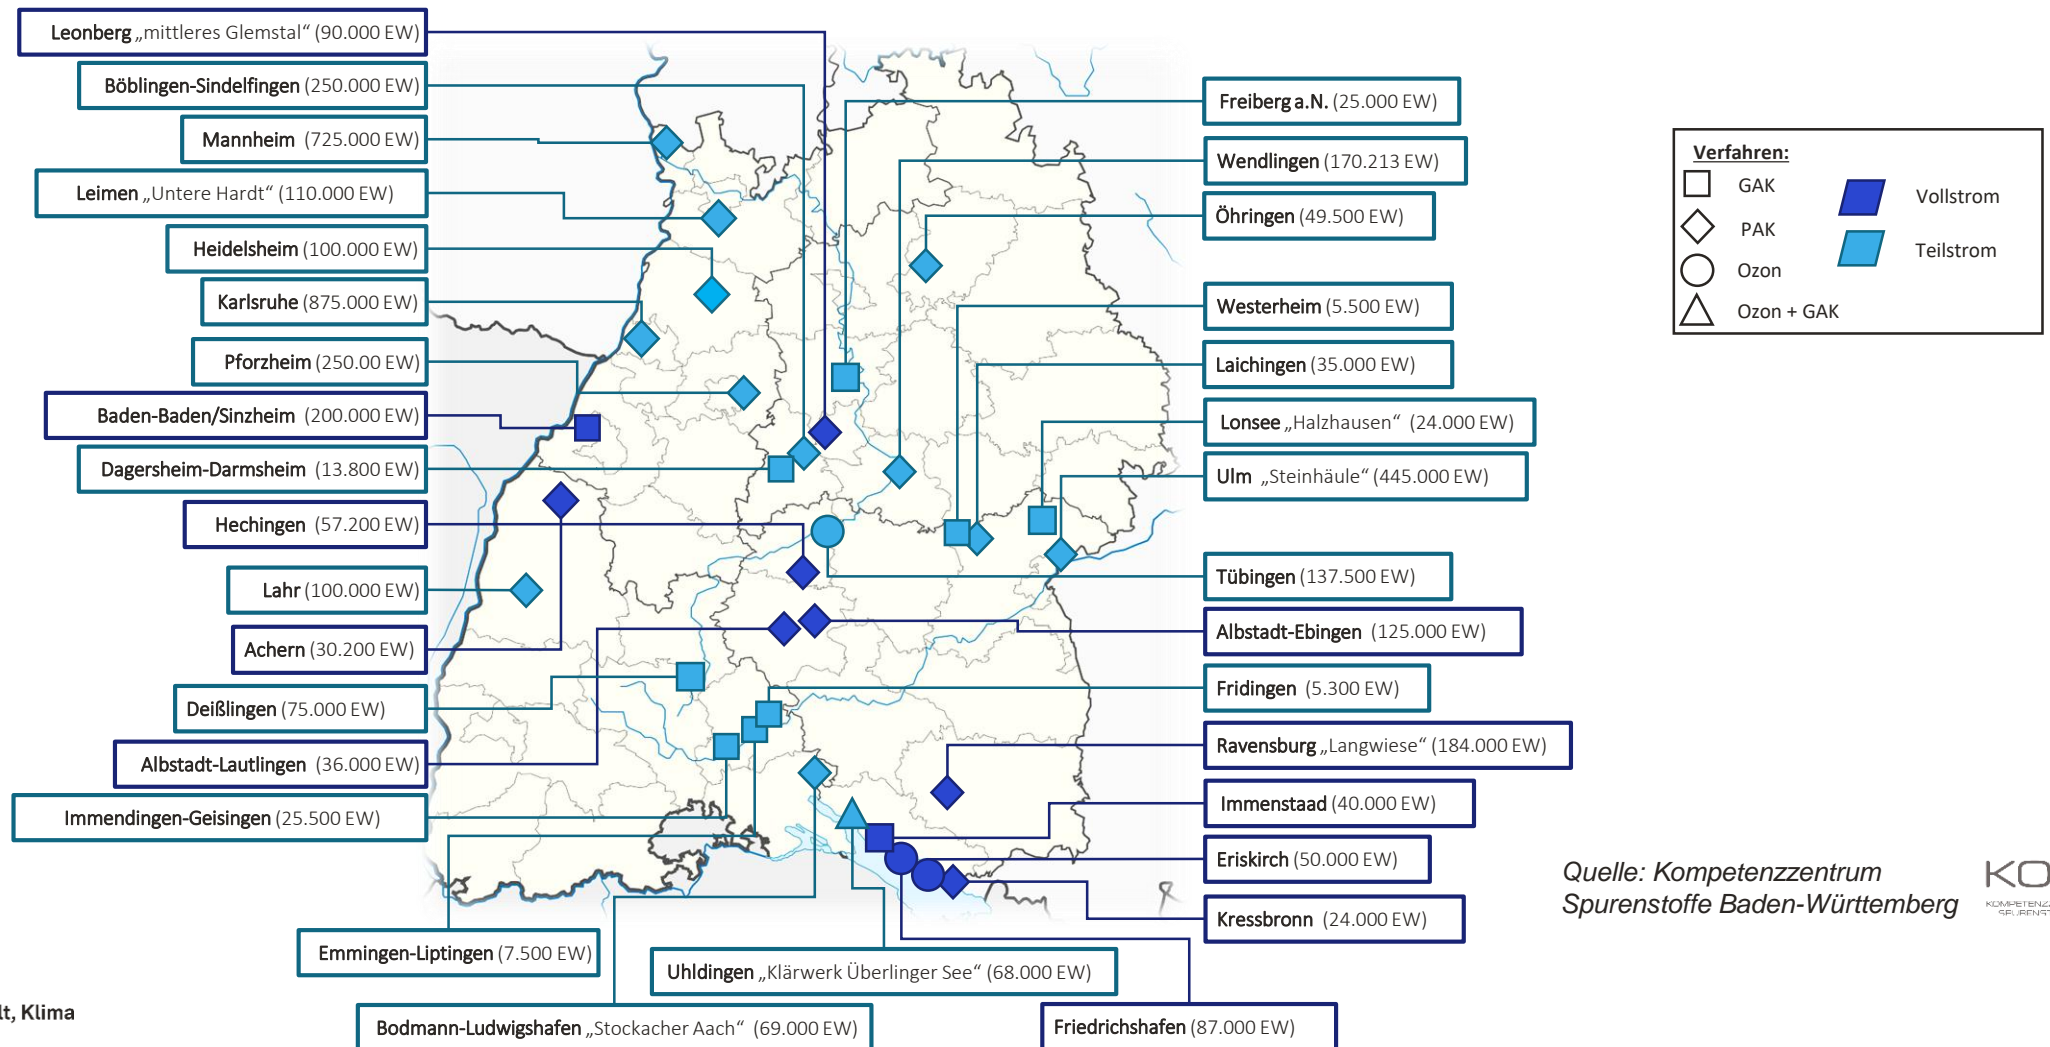 Leonberg „mittleres Glemstal“ (90.000 EW)
Böblingen-Sindelfingen (250.000 EW)
Mannheim (725.000 EW)
Leimen „Untere Hardt“ (110.000 EW)
Heidelsheim (100.000 EW)
Karlsruhe (875.000 EW)
Pforzheim (250.00 EW)
Baden-Baden/Sinzheim (200.000 EW)
Dagersheim-Darmsheim (13.800 EW)
Hechingen (57.200 EW)
Lahr (100.000 EW)
Achern (30.200 EW)
Deißlingen (75.000 EW)
Albstadt-Lautlingen (36.000 EW)
Immendingen-Geisingen (25.500 EW)
Emmingen-Liptingen (7.500 EW)
Uhldingen „Klärwerk Überlinger See“ (68.000 EW)
Bodmann-Ludwigshafen „Stockacher Aach“ (69.000 EW)
Friedrichshafen (87.000 EW)
Freiberg a.N. (25.000 EW)
Wendlingen (170.213 EW)
Öhringen (49.500 EW)
Westerheim (5.500 EW)
Laichingen (35.000 EW)
Lonsee „Halzhausen“ (24.000 EW)
Ulm „Steinhäule“ (445.000 EW)
Tübingen (137.500 EW)
Albstadt-Ebingen (125.000 EW)
Fridingen (5.300 EW)
Ravensburg „Langwiese“ (184.000 EW)
Immenstaad (40.000 EW)
Eriskirch (50.000 EW)
Kressbronn (24.000 EW)
Verfahren:
GAK
PAK
Ozon
Ozon + GAK
Vollstrom
Teilstrom
Quelle: Kompetenzzentrum
Spurenstoffe Baden-Württemberg
KO
lt, Klima